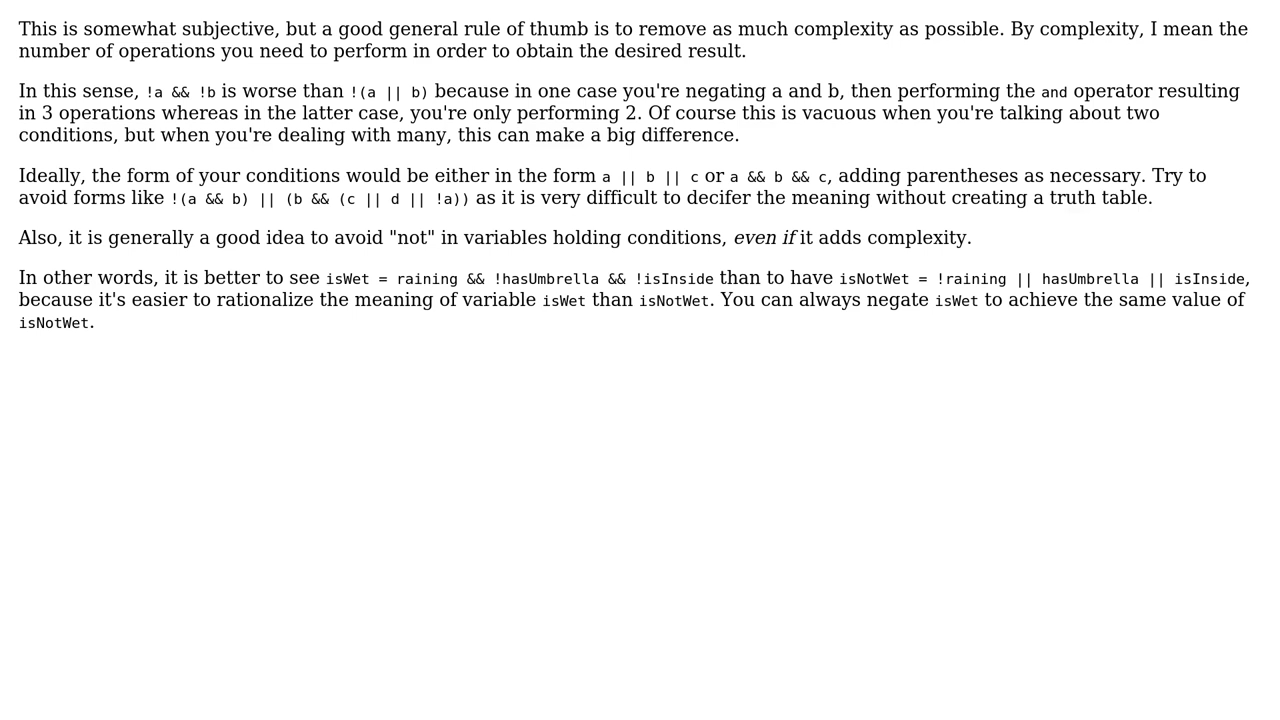 This is somewhat subjective, but a good general rule of thumb is to remove as much complexity as possible. By complexity, I mean the
number of operations you need to perform in order to obtain the desired result.
In this sense, !a && !b is worse than !(a || b) because in one case you're negating a and b, then performing the and operator resulting
in 3 operations whereas in the latter case, you're only performing 2. Of course this is vacuous when you're talking about two
conditions, but when you're dealing with many, this can make a big difference.
Ideally, the form of your conditions would be either in the form a || b || c or a && b && c, adding parentheses as necessary. Try to
avoid forms like !(a && b) || (b && (c || d || !a)) as it is very difficult to decifer the meaning without creating a truth table.
Also, it is generally a good idea to avoid "not" in variables holding conditions, even if it adds complexity.
In other words, it is better to see isWet = raining && !hasUmbrella && !isInside than to have isNotWet = !raining || hasUmbrella || isInside,
because it's easier to rationalize the meaning of variable isWet than isNotWet. You can always negate isWet to achieve the same value of
isNotWet.